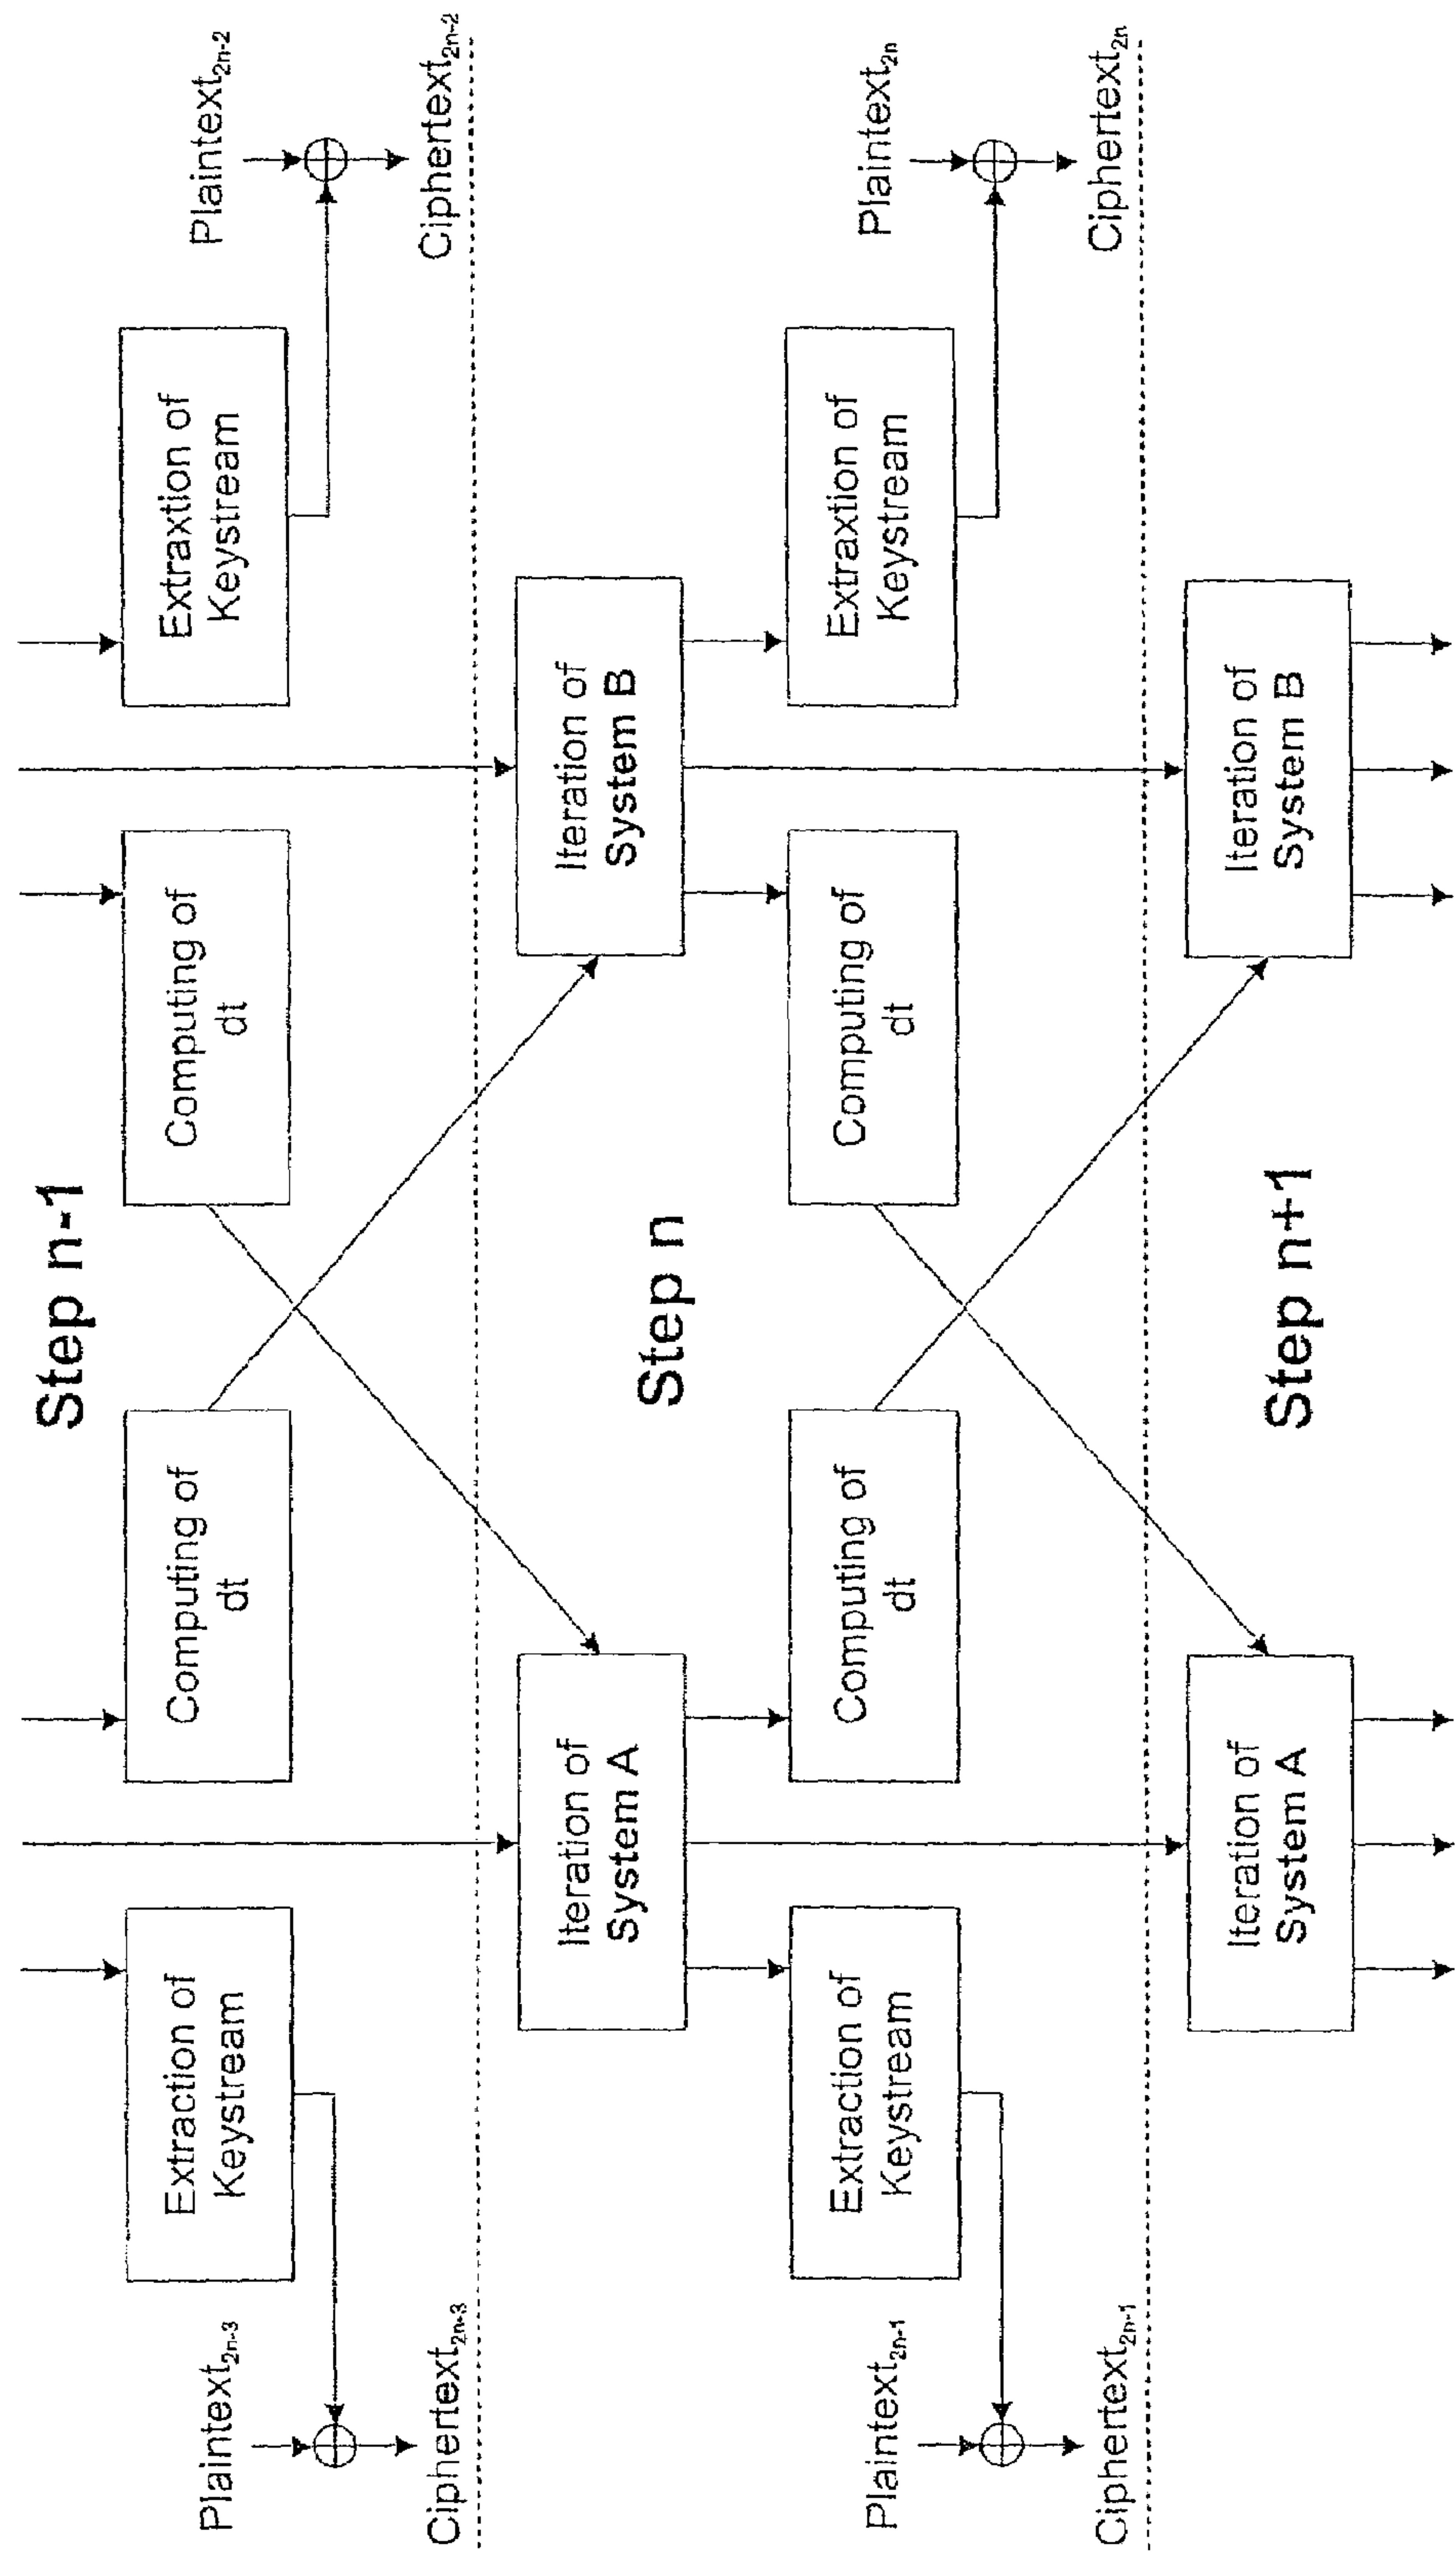 Step n-1
Extraction of
Keystream
Computing of
dt
Computing of
dt
Extraxtion of
Keystream
Plaintext₂ₙ₋₃
Plaintext₂ₙ₋₂
Ciphertext₂ₙ₋₃
Ciphertext₂ₙ₋₂
Iteration of
System A
Step n
Iteration of
System B
Extraction of
Keystream
Computing of
dt
Computing of
dt
Extraxtion of
Keystream
Plaintext₂ₙ₋₁
Plaintext₂ₙ
Ciphertext₂ₙ₋₁
Ciphertext₂ₙ
Iteration of
System A
Step n+1
Iteration of
System B